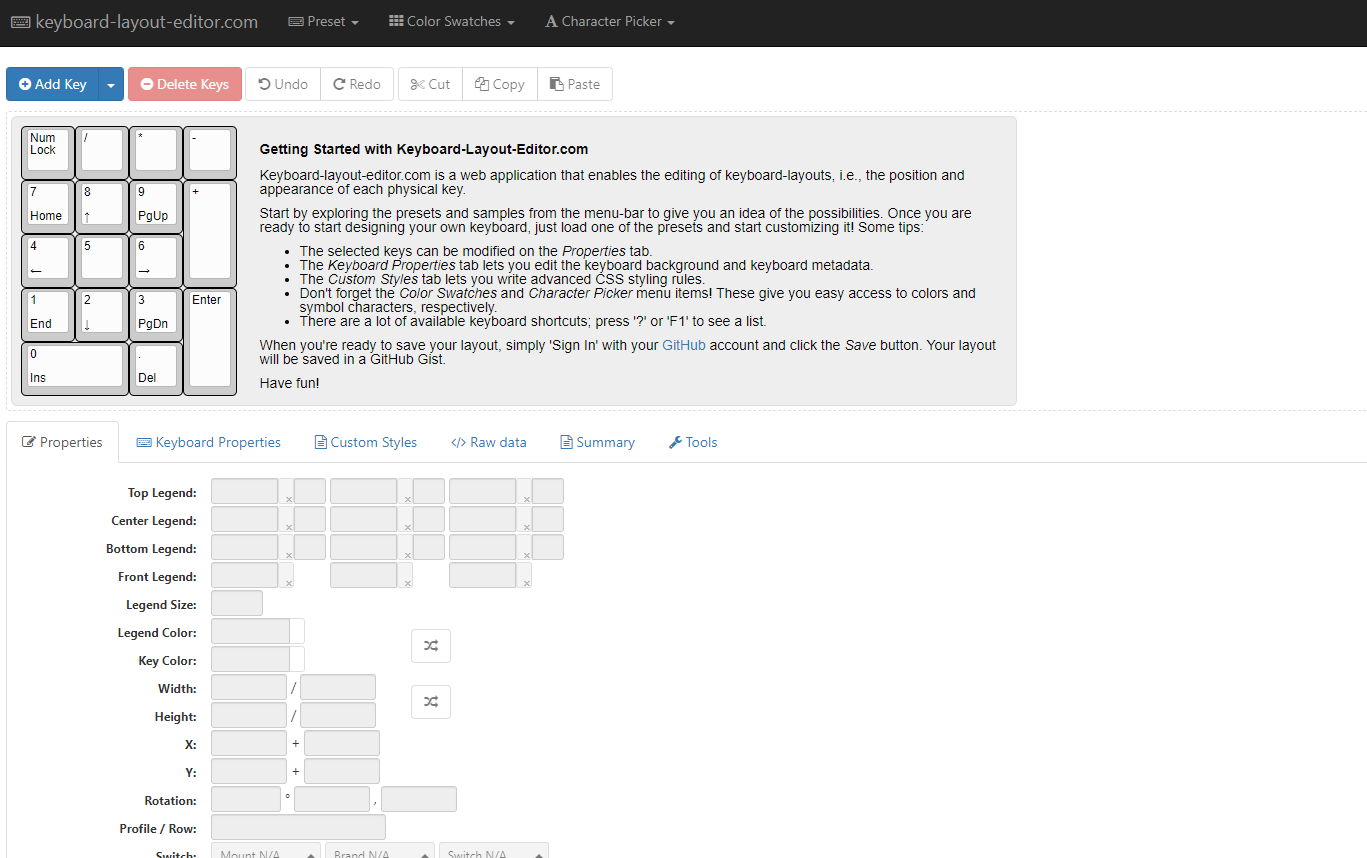 keyboard-layout-editor.com Preset Color Swatches Character Picker
Add Key Delete Keys Undo Redo Cut Copy Paste
Num Lock / * -
7 Home 8 ↑ 9 PgUp +
4 ← 5 6 →
1 End 2 ↓ 3 PgDn Enter
0 Ins . Del
Getting Started with Keyboard-Layout-Editor.com
Keyboard-layout-editor.com is a web application that enables the editing of keyboard-layouts, i.e., the position and
appearance of each physical key.
Start by exploring the presets and samples from the menu-bar to give you an idea of the possibilities. Once you are
ready to start designing your own keyboard, just load one of the presets and start customizing it! Some tips:
• The selected keys can be modified on the Properties tab.
• The Keyboard Properties tab lets you edit the keyboard background and keyboard metadata.
• The Custom Styles tab lets you write advanced CSS styling rules.
• Don't forget the Color Swatches and Character Picker menu items! These give you easy access to colors and
symbol characters, respectively.
• There are a lot of available keyboard shortcuts; press '?' or 'F1' to see a list.
When you're ready to save your layout, simply 'Sign In' with your GitHub account and click the Save button. Your layout
will be saved in a GitHub Gist.
Have fun!
Properties Keyboard Properties Custom Styles Raw data Summary Tools
Top Legend: × × ×
Center Legend: × × ×
Bottom Legend: × × ×
Front Legend: × × ×
Legend Size:
Legend Color:
Key Color:
Width: /
Height: /
X: +
Y: +
Rotation: ° ,
Profile / Row:
Switch: Mount N/A Brand N/A Switch N/A